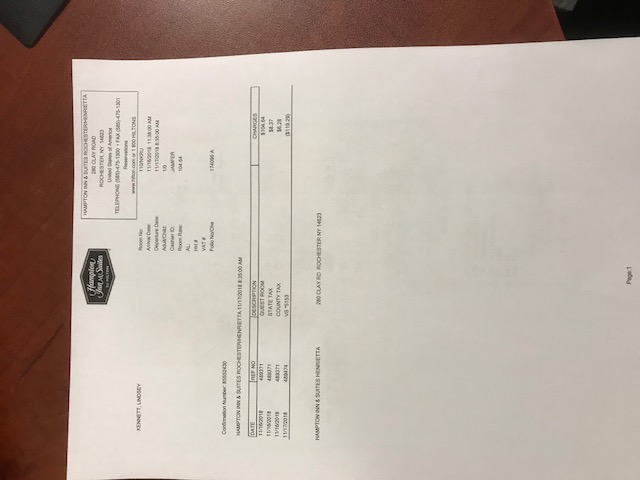 Hampton
Inn & Suites
BY HILTON
HAMPTON INN & SUITES ROCHESTER/HENRIETTA
280 CLAY ROAD
ROCHESTER, NY 14623
United States of America
TELEPHONE (585)-475-1300 • FAX (585)-475-1301
Reservations
www.hilton.com or 1 800 HILTONS
KENNETT, LINDSEY
Room No: 110/NKRU
Arrival Date: 11/16/2018 11:38:00 AM
Departure Date: 11/17/2018 8:35:00 AM
Adult/Child: 1/0
Cashier ID: JAMPER
Room Rate: 104.64
AL:
HH #
VAT #
Folio No/Che 174095 A
Confirmation Number: 85552430
HAMPTON INN & SUITES ROCHESTER/HENRIETTA 11/17/2018 8:35:00 AM
DATE REF NO DESCRIPTION CHARGES
11/16/2018 489371 GUEST ROOM $104.64
11/16/2018 489371 STATE TAX $8.37
11/16/2018 489371 COUNTY TAX $6.28
11/17/2018 489474 VS *5153 ($119.29)
HAMPTON INN & SUITES HENRIETTA 280 CLAY RD ROCHESTER NY 14623
Page:1